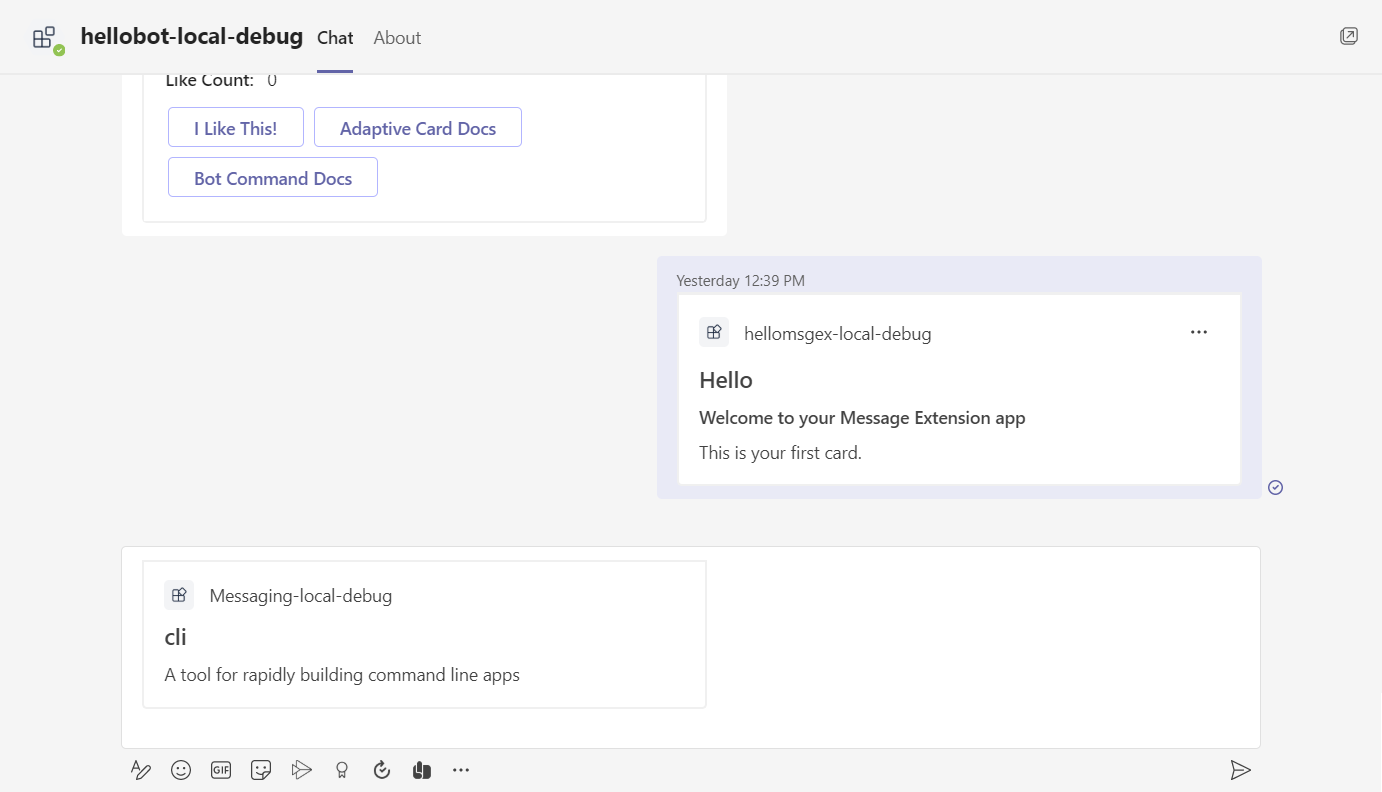 hellobot-local-debug Chat About
Like Count: 0
I Like This! Adaptive Card Docs
Bot Command Docs
Yesterday 12:39 PM
hellomsgex-local-debug
Hello
Welcome to your Message Extension app
This is your first card.
Messaging-local-debug
cli
A tool for rapidly building command line apps
GIF